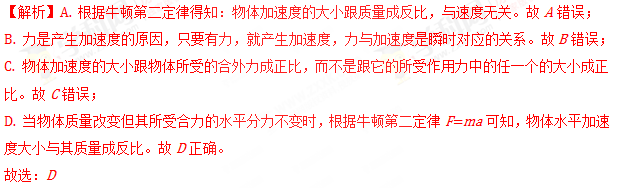 【解析】A. 根据牛顿第二定律得知：物体加速度的大小跟质量成反比，与速度无关。故 A 错误；
B. 力是产生加速度的原因，只要有力，就产生加速度，力与加速度是瞬时对应的关系。故 B 错误；
C. 物体加速度的大小跟物体所受的合外力成正比，而不是跟它的所受作用力中的任一个的大小成正
比。故 C 错误；
D. 当物体质量改变但其所受合力的水平分力不变时，根据牛顿第二定律 F=ma 可知，物体水平加速
度大小与其质量成反比。故 D 正确。
故选：D